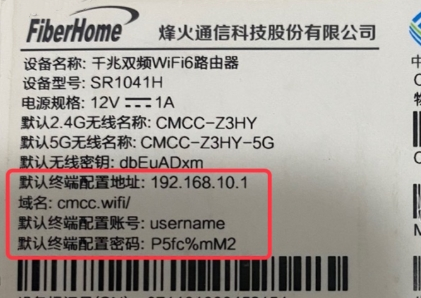 FiberHome 烽火通信科技股份有限公司
设备名称: 千兆双频WiFi6路由器
设备型号: SR1041H
电源规格: 12V⎓1A
默认2.4G无线名称: CMCC-Z3HY
默认5G无线名称: CMCC-Z3HY-5G
默认无线密钥: dbEuADxm
默认终端配置地址: 192.168.10.1
域名: cmcc.wifi/
默认终端配置账号: username
默认终端配置密码: P5fc%mM2